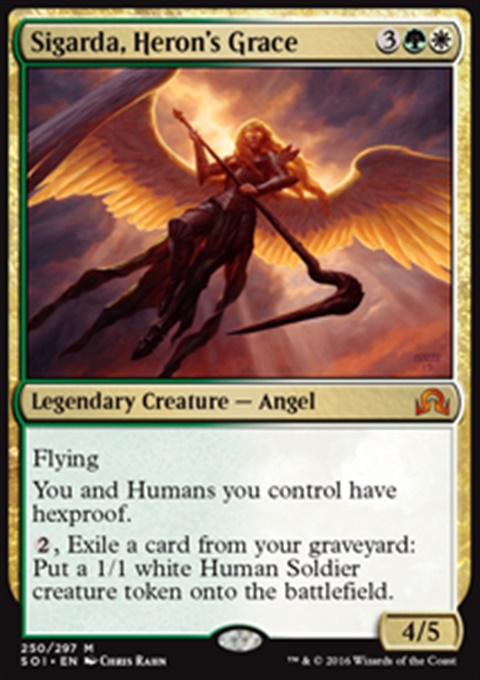 Sigarda, Heron's Grace 3
Legendary Creature — Angel
Flying
You and Humans you control have
hexproof.
2, Exile a card from your graveyard:
Put a 1/1 white Human Soldier
creature token onto the battlefield.
4/5
250/297 M
SOI • EN Chris Rahn
™ & © 2016 Wizards of the Coast